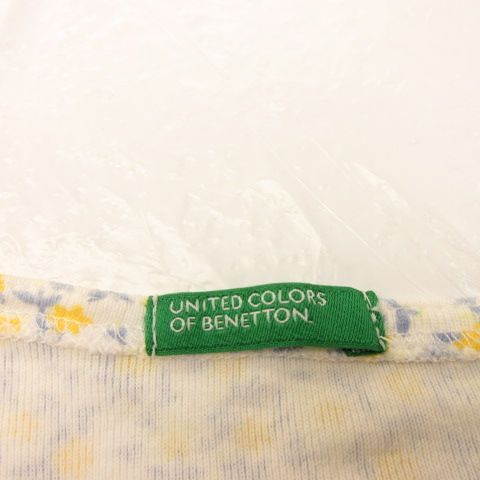 UNITED COLORS
OF BENETTON.